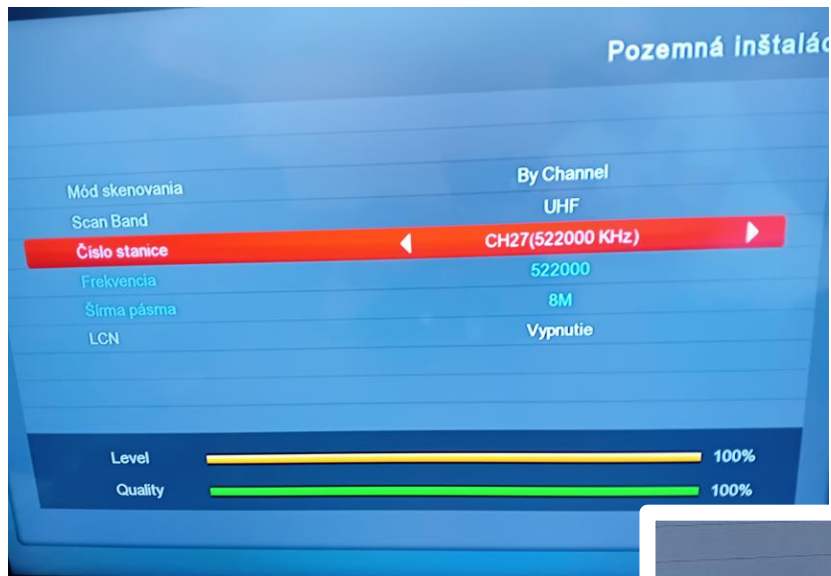 Pozemná inštalác
Mód skenovania By Channel
Scan Band UHF
Číslo stanice CH27(522000 KHz)
Frekvencia 522000
Šírma pásma 8M
LCN Vypnutie
Level 100%
Quality 100%